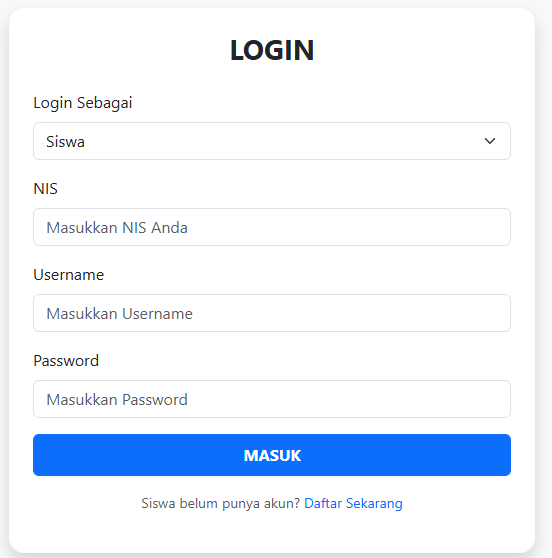 LOGIN
Login Sebagai
Siswa
NIS
Masukkan NIS Anda
Username
Masukkan Username
Password
Masukkan Password
MASUK
Siswa belum punya akun? Daftar Sekarang